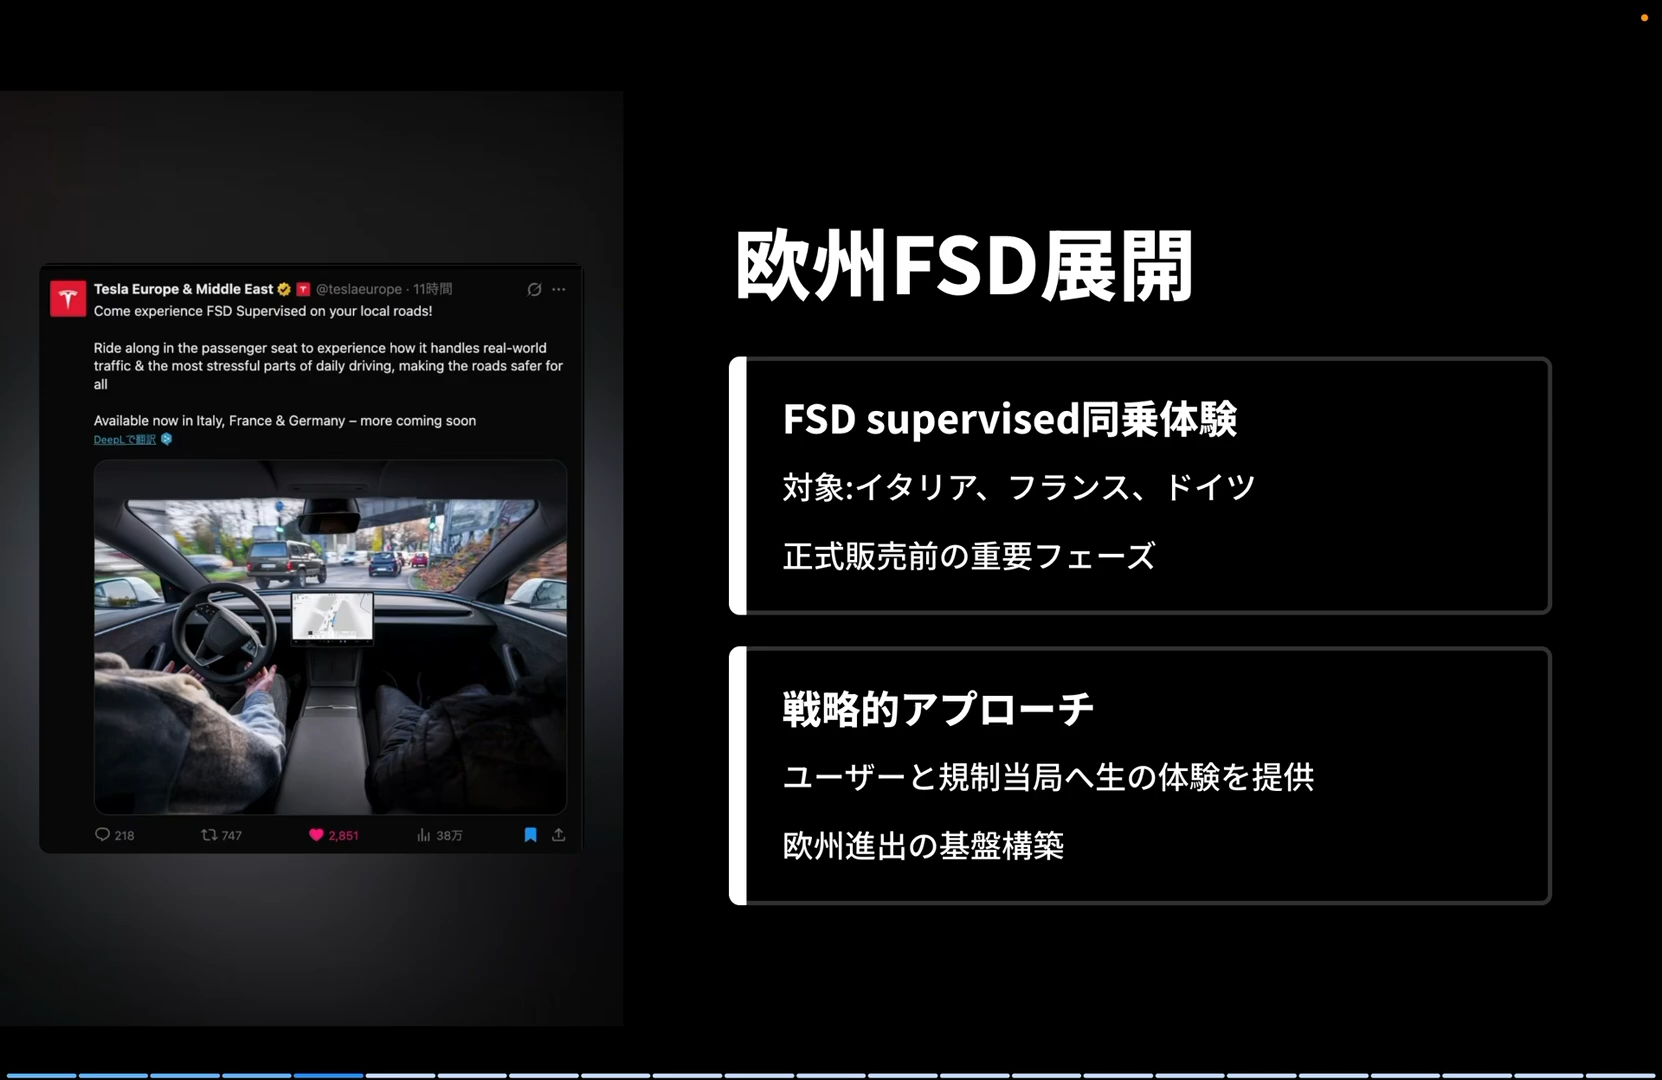 Tesla Europe & Middle East @teslaeurope · 11時間
Come experience FSD Supervised on your local roads!
Ride along in the passenger seat to experience how it handles real-world
traffic & the most stressful parts of daily driving, making the roads safer for
all
Available now in Italy, France & Germany – more coming soon
DeepLで翻訳
218 747 2,851 38万
欧州FSD展開
FSD supervised同乗体験
対象:イタリア、フランス、ドイツ
正式販売前の重要フェーズ
戦略的アプローチ
ユーザーと規制当局へ生の体験を提供
欧州進出の基盤構築